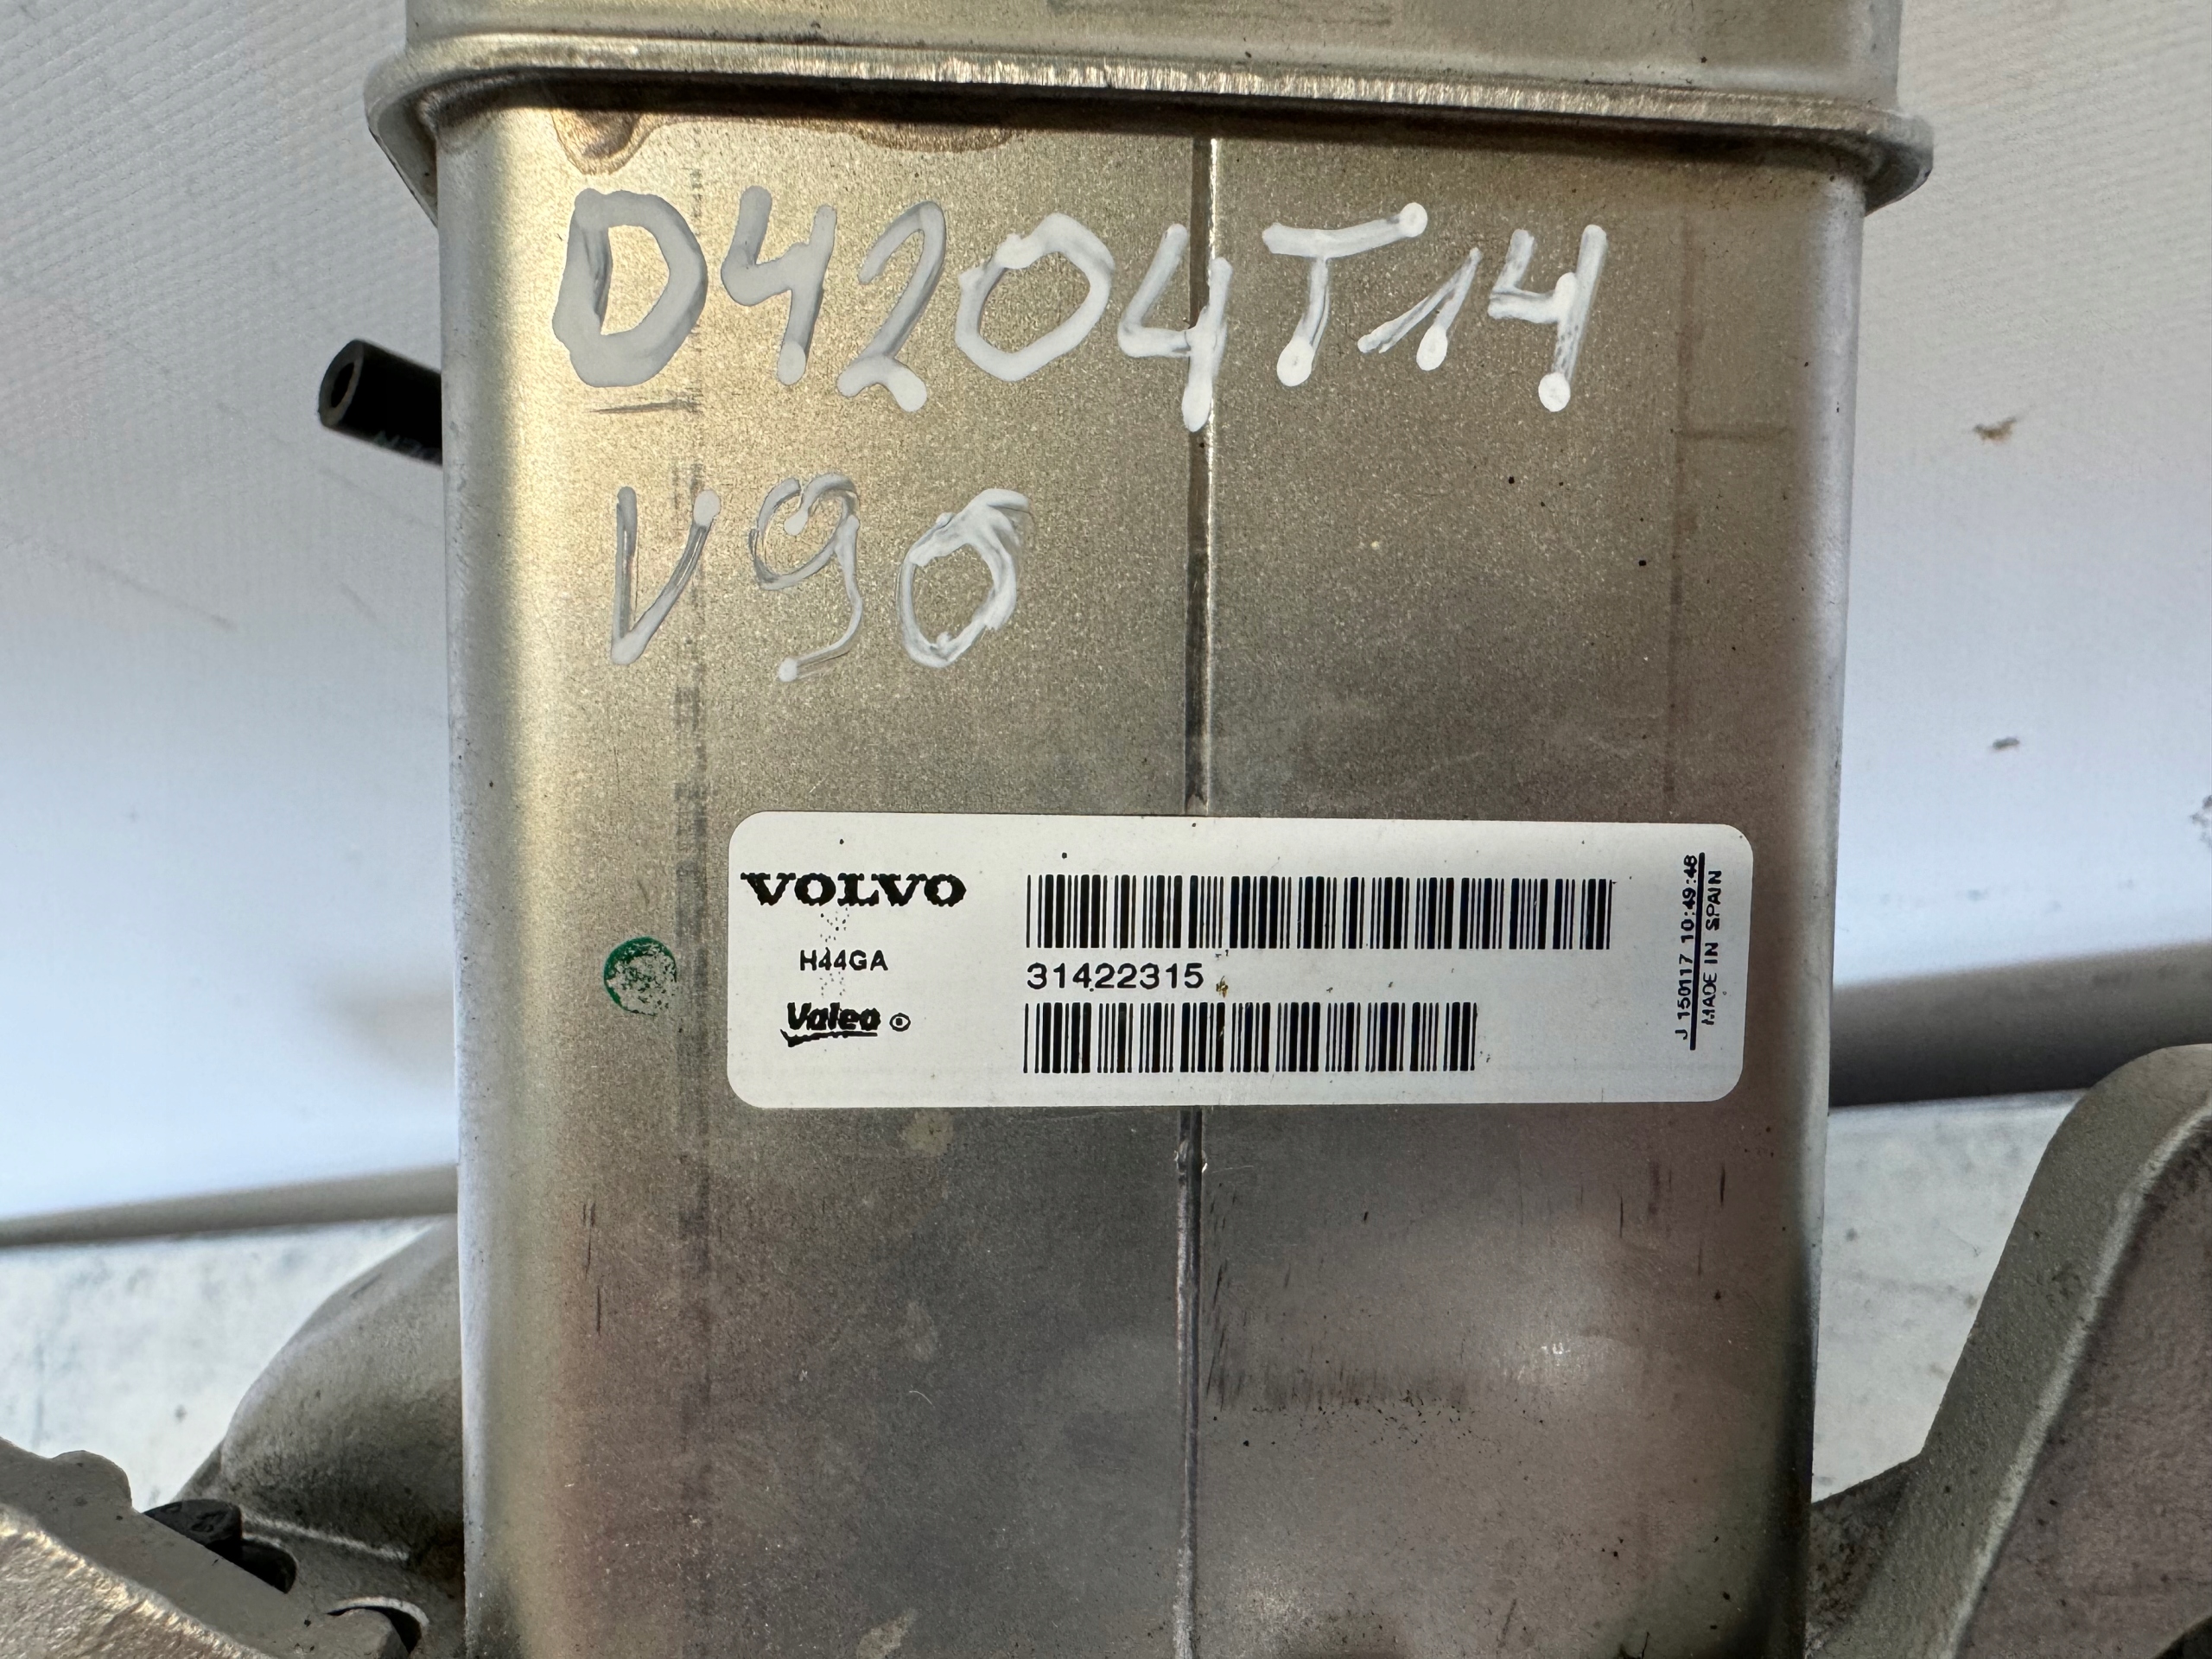 D4204T14
V90
VOLVO
H44GA
31422315
Valeo ®
J 150117 10:49:48
MADE IN SPAIN